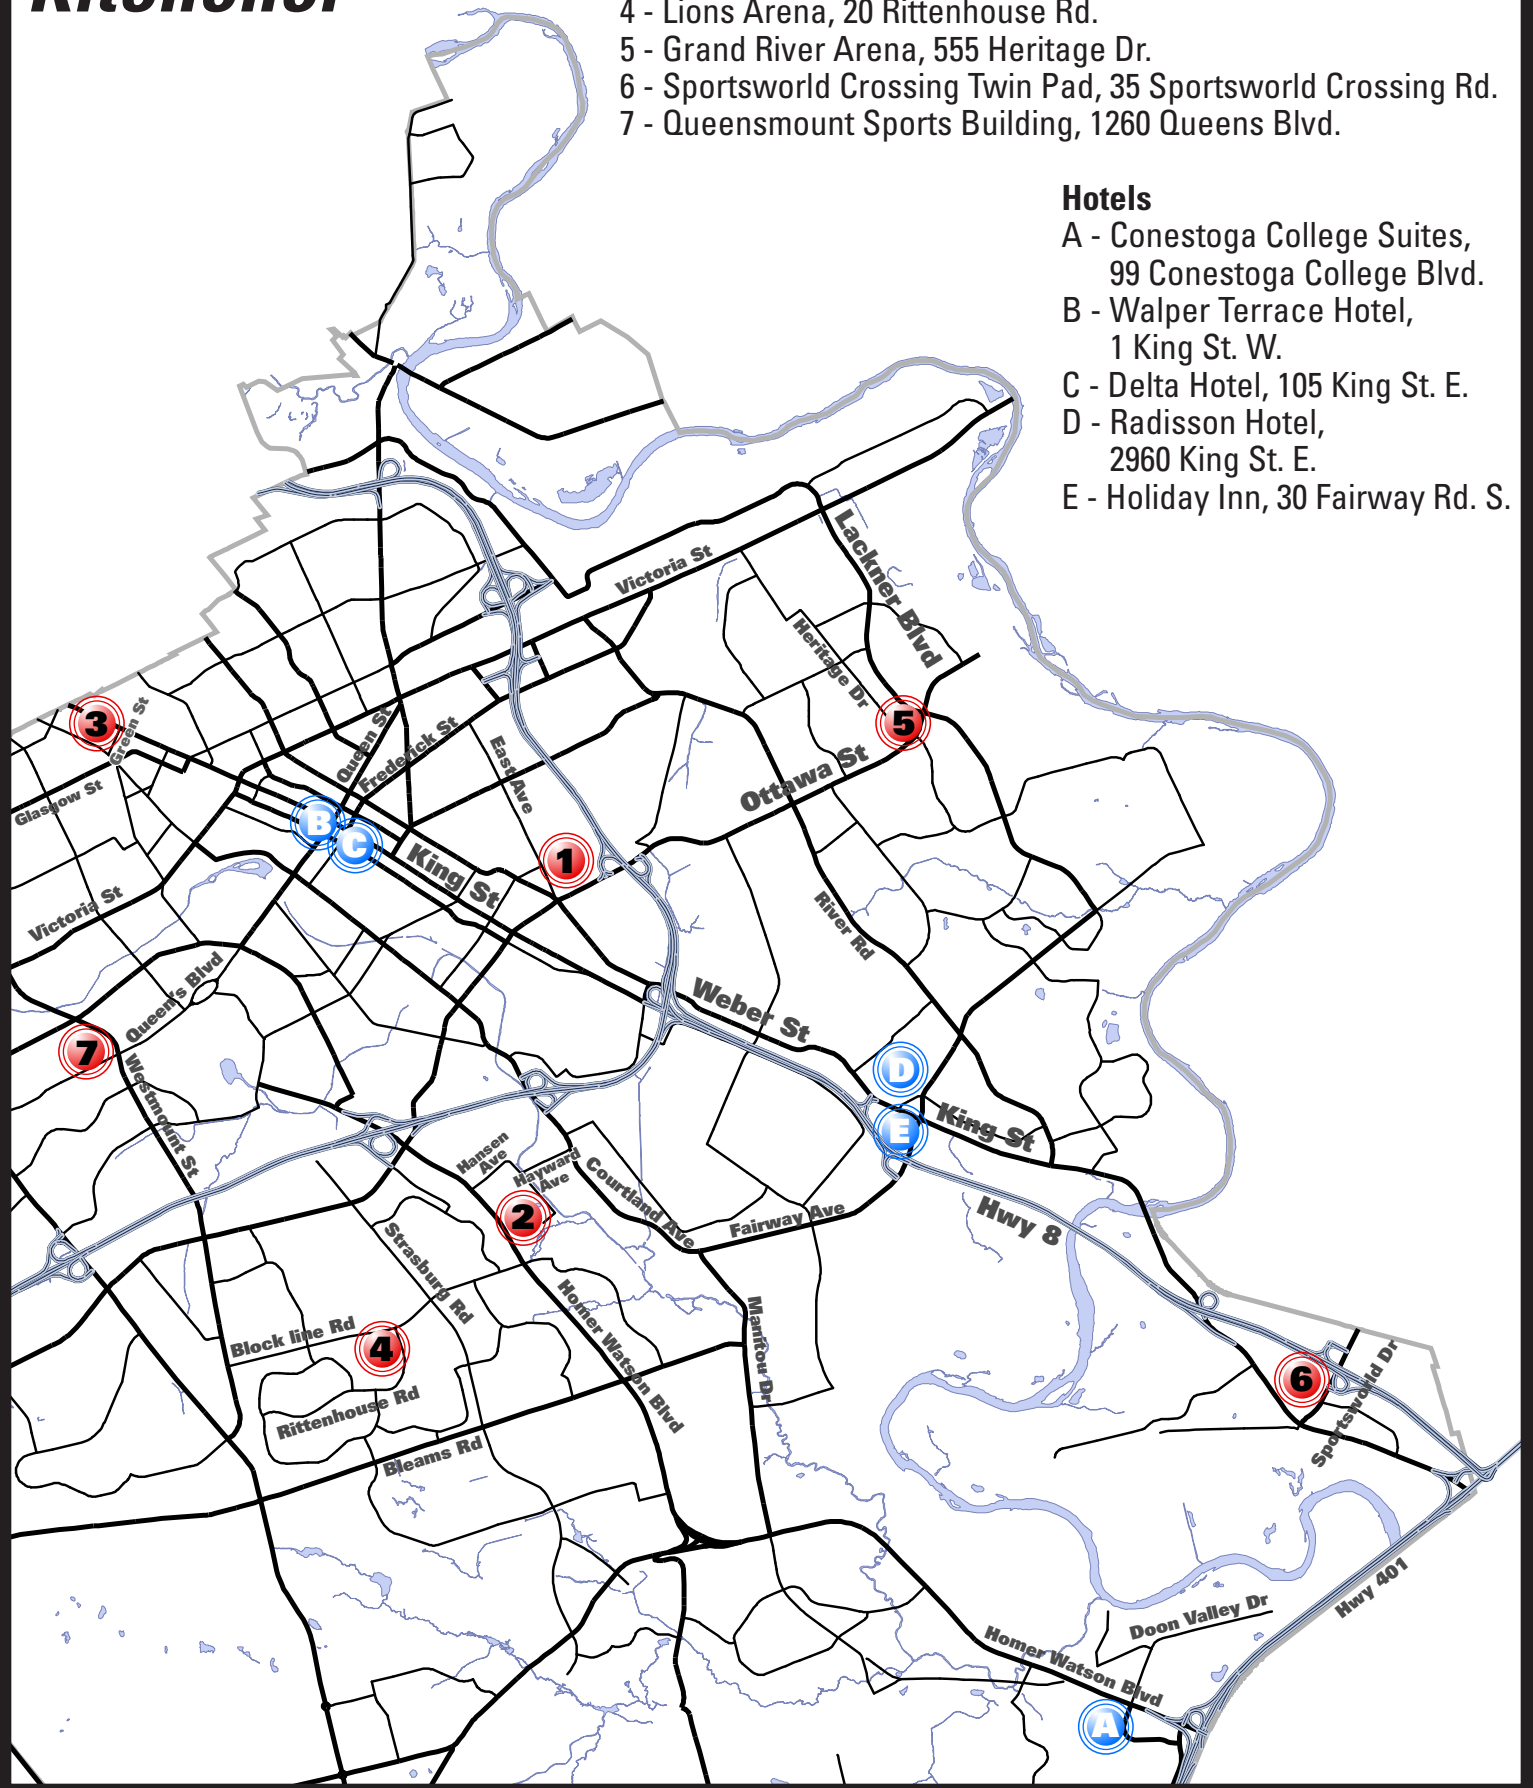 Kitchener
4 - Lions Arena, 20 Rittenhouse Rd.
5 - Grand River Arena, 555 Heritage Dr.
6 - Sportsworld Crossing Twin Pad, 35 Sportsworld Crossing Rd.
7 - Queensmount Sports Building, 1260 Queens Blvd.
Hotels
A - Conestoga College Suites,
99 Conestoga College Blvd.
B - Walper Terrace Hotel,
1 King St. W.
C - Delta Hotel, 105 King St. E.
D - Radisson Hotel,
2960 King St. E.
E - Holiday Inn, 30 Fairway Rd. S.
Lackner Blvd
Victoria St
Heritage Dr
3
Green St
5
Queen St
Frederick St
East Ave
Ottawa St
Glasgow St
B
C
1
King St
Victoria St
River Rd
Queen's Blvd
Weber St
7
D
Westmount St
E
King St
Hansen
Ave
Hayward
Ave
Courtland Ave
2
Fairway Ave
Hwy 8
Strasburg Rd
Homer Watson Blvd
Manitou Dr
Block line Rd
4
6
Sportsworld Dr
Rittenhouse Rd
Bleams Rd
Hwy 401
Doon Valley Dr
Homer Watson Blvd
A